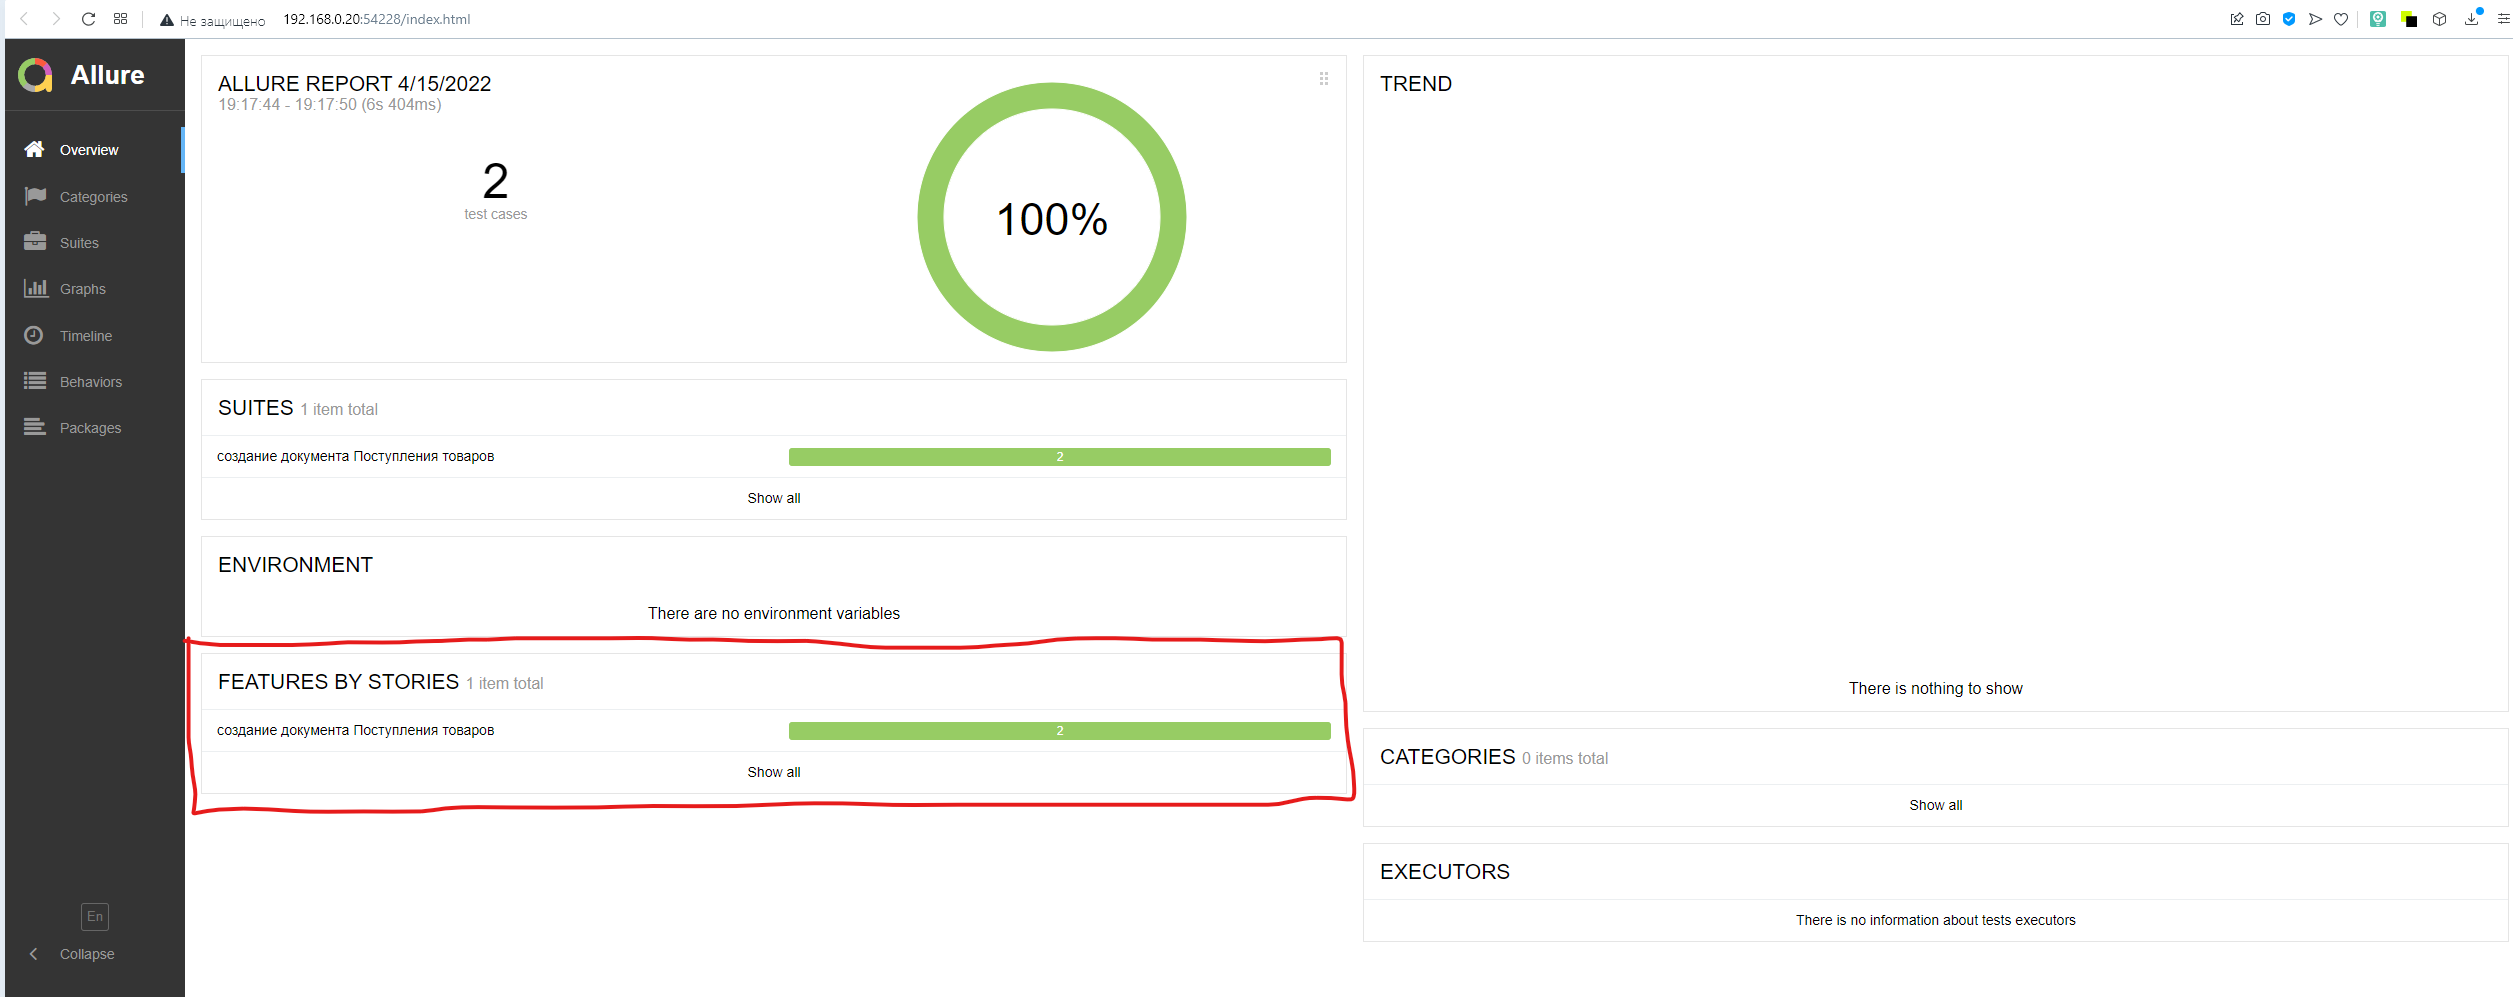 Не защищено 192.168.0.20:54228/index.html
Allure
Overview
Categories
Suites
Graphs
Timeline
Behaviors
Packages
En
Collapse
ALLURE REPORT 4/15/2022
19:17:44 - 19:17:50 (6s 404ms)
2
test cases
100%
SUITES 1 item total
создание документа Поступления товаров 2
Show all
ENVIRONMENT
There are no environment variables
FEATURES BY STORIES 1 item total
создание документа Поступления товаров 2
Show all
TREND
There is nothing to show
CATEGORIES 0 items total
Show all
EXECUTORS
There is no information about tests executors